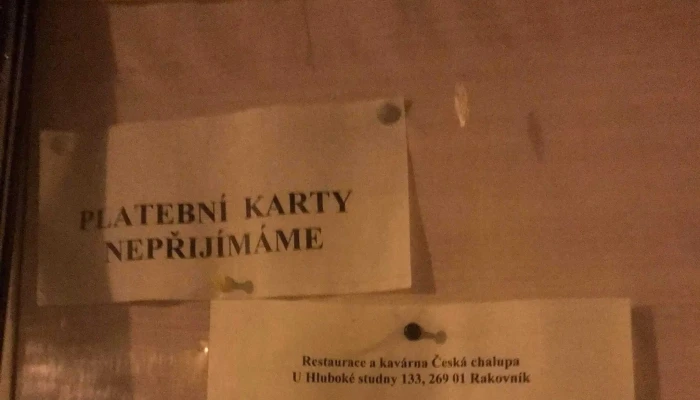 PLATEBNÍ KARTY
NEPŘIJÍMÁME
Restaurace a kavárna Česká chalupa
U Hluboké studny 133, 269 01 Rakovník